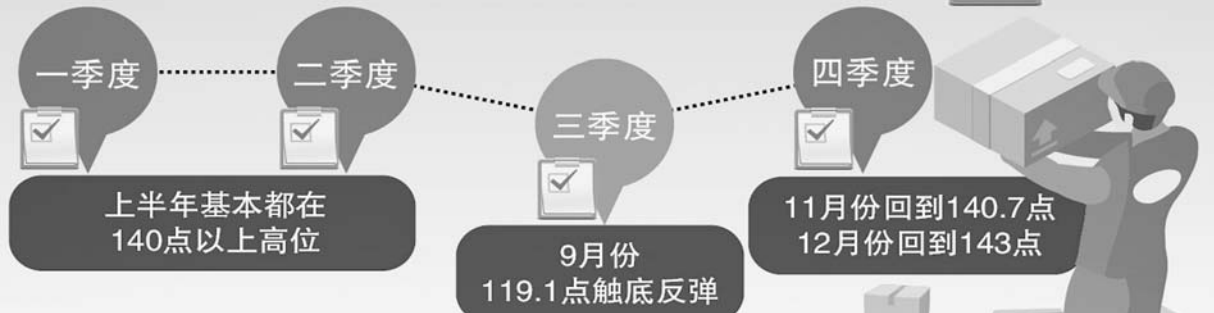 一季度
二季度
三季度
四季度
上半年基本都在
140点以上高位
9月份
119.1点触底反弹
11月份回到140.7点
12月份回到143点